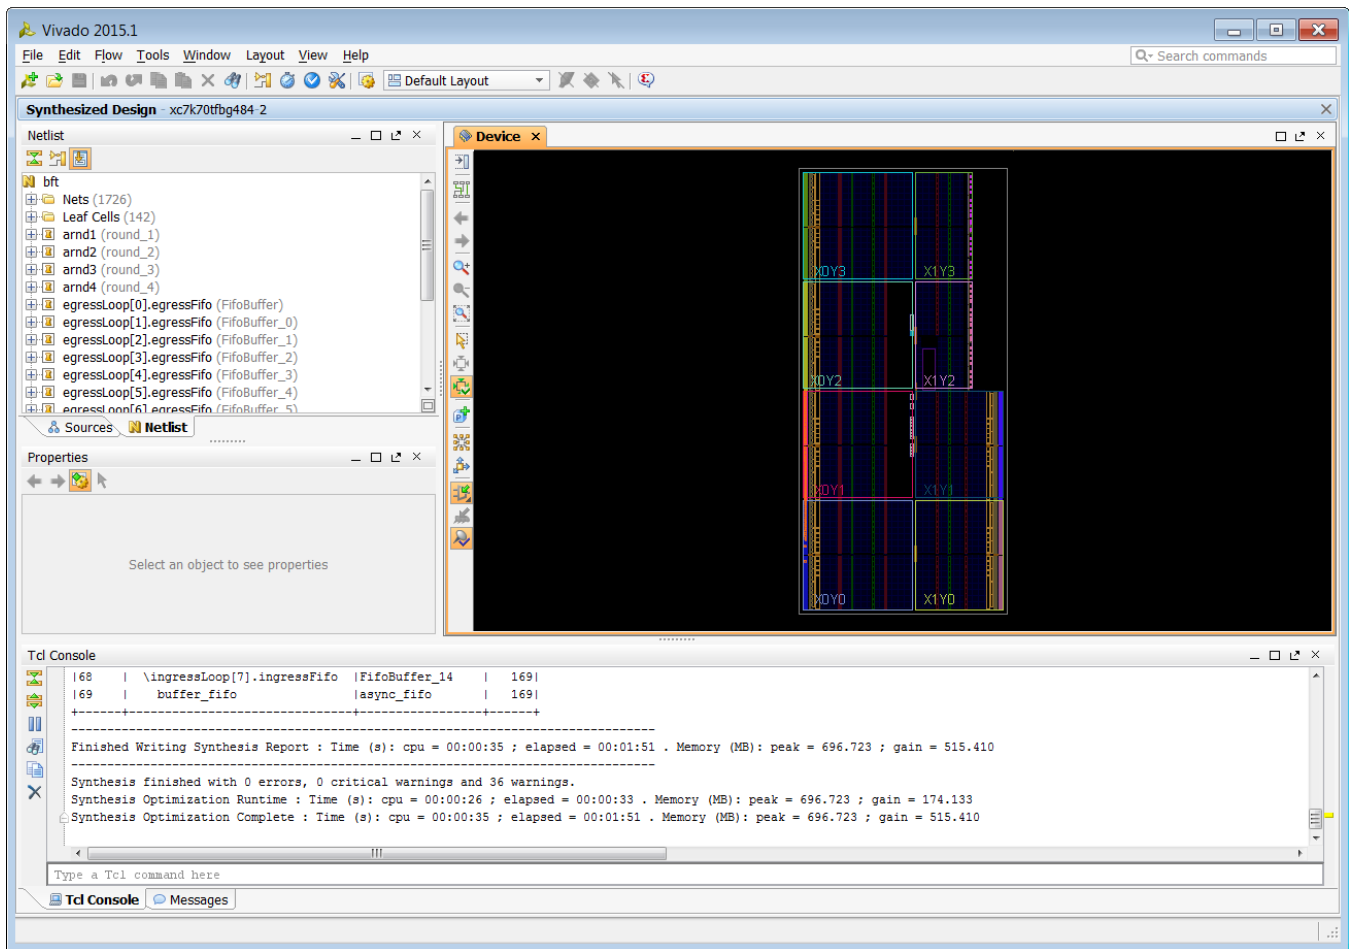 Vivado 2015.1
File Edit Flow Tools Window Layout View Help
Search commands
Default Layout
Synthesized Design - xc7k70tfbg484-2
Netlist
bft
Nets (1726)
Leaf Cells (142)
arnd1 (round_1)
arnd2 (round_2)
arnd3 (round_3)
arnd4 (round_4)
egressLoop[0].egressFifo (FifoBuffer)
egressLoop[1].egressFifo (FifoBuffer_0)
egressLoop[2].egressFifo (FifoBuffer_1)
egressLoop[3].egressFifo (FifoBuffer_2)
egressLoop[4].egressFifo (FifoBuffer_3)
egressLoop[5].egressFifo (FifoBuffer_4)
egressLoop[6].egressFifo (FifoBuffer_5)
Sources Netlist
Properties
Select an object to see properties
Device
X0Y3 X1Y3
X0Y2 X1Y2
X0Y1 X1Y1
X0Y0 X1Y0
Tcl Console
|68 | \ingressLoop[7].ingressFifo |FifoBuffer_14 | 169|
|69 | buffer_fifo |async_fifo | 169|
+------+-------------------------------+-----------------+------+
---------------------------------------------------------------------------------
Finished Writing Synthesis Report : Time (s): cpu = 00:00:35 ; elapsed = 00:01:51 . Memory (MB): peak = 696.723 ; gain = 515.410
---------------------------------------------------------------------------------
Synthesis finished with 0 errors, 0 critical warnings and 36 warnings.
Synthesis Optimization Runtime : Time (s): cpu = 00:00:26 ; elapsed = 00:00:33 . Memory (MB): peak = 696.723 ; gain = 174.133
Synthesis Optimization Complete : Time (s): cpu = 00:00:35 ; elapsed = 00:01:51 . Memory (MB): peak = 696.723 ; gain = 515.410
Type a Tcl command here
Tcl Console Messages